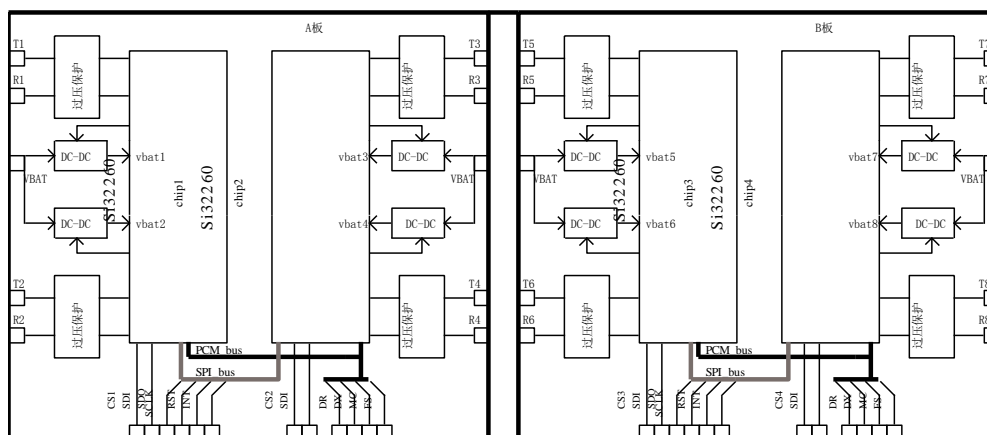 A板
B板
T1
过压保护
R1
DC-DC
vbat1
VBAT
Si32260
chip1
DC-DC
vbat2
T2
过压保护
R2
Si32260
chip2
T3
过压保护
R3
vbat3
DC-DC
VBAT
vbat4
DC-DC
T4
过压保护
R4
PCM bus
SPI bus
CS1
SDI
SDO
SCLK
RST
INT
CS2
SDI
DR
DX
MC
FS
T5
过压保护
R5
DC-DC
vbat5
VBAT
Si32260
chip3
DC-DC
vbat6
T6
过压保护
R6
Si32260
chip4
T7
过压保护
R7
vbat7
DC-DC
VBAT
vbat8
DC-DC
T8
过压保护
R8
PCM bus
SPI bus
CS3
SDI
SDO
SCLK
RST
INT
CS4
SDI
DR
DX
MC
FS